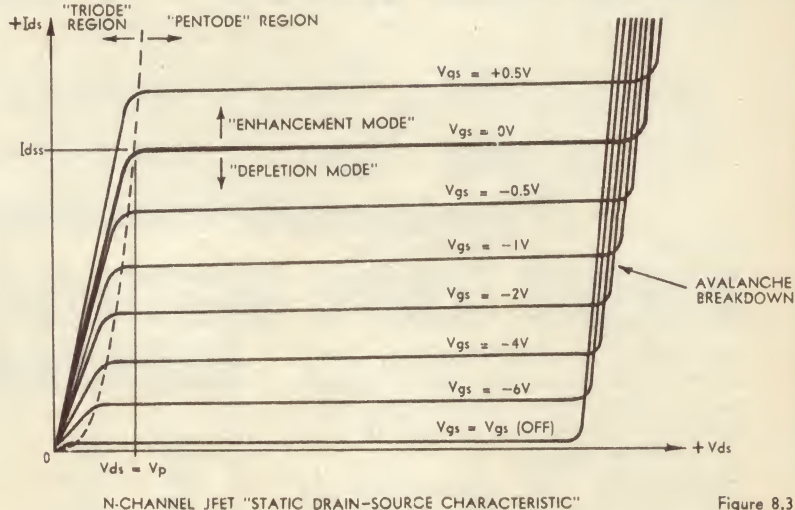 "TRIODE"
REGION
"PENTODE" REGION
+Ids
Vgs = +0.5V
"ENHANCEMENT MODE"
Vgs = 0V
Idss
"DEPLETION MODE"
Vgs = -0.5V
Vgs = -1V
AVALANCHE
BREAKDOWN
Vgs = -2V
Vgs = -4V
Vgs = -6V
Vgs = Vgs (OFF)
0
+ Vds
Vds = Vp
N-CHANNEL JFET "STATIC DRAIN-SOURCE CHARACTERISTIC"
Figure 8.3